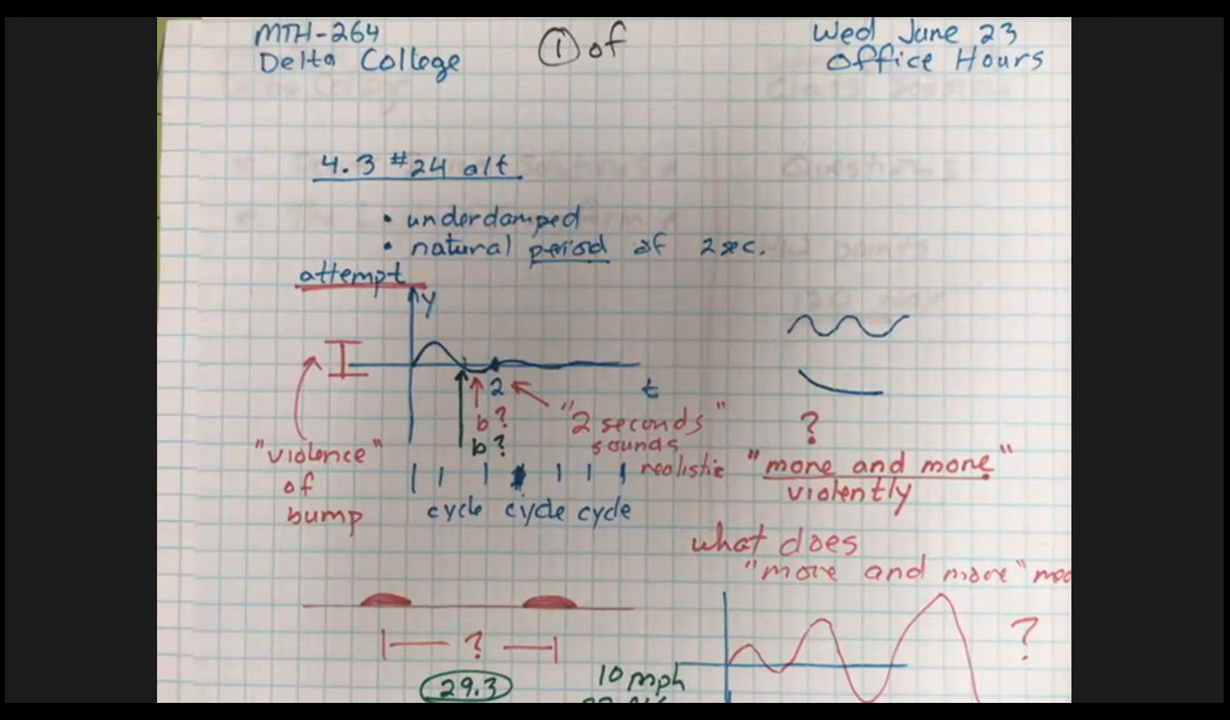 MTH-264
Delta College
① of
Wed June 23
Office Hours
4.3 #24 alt
• underdamped
• natural period of 2 sec.
attempt
y
t
2
b?
b?
"2 seconds"
sounds
realistic
"violence"
of
bump
cycle cycle cycle
?
"more and more"
violently
what does
"more and more"
?
?
29.3
10 mph